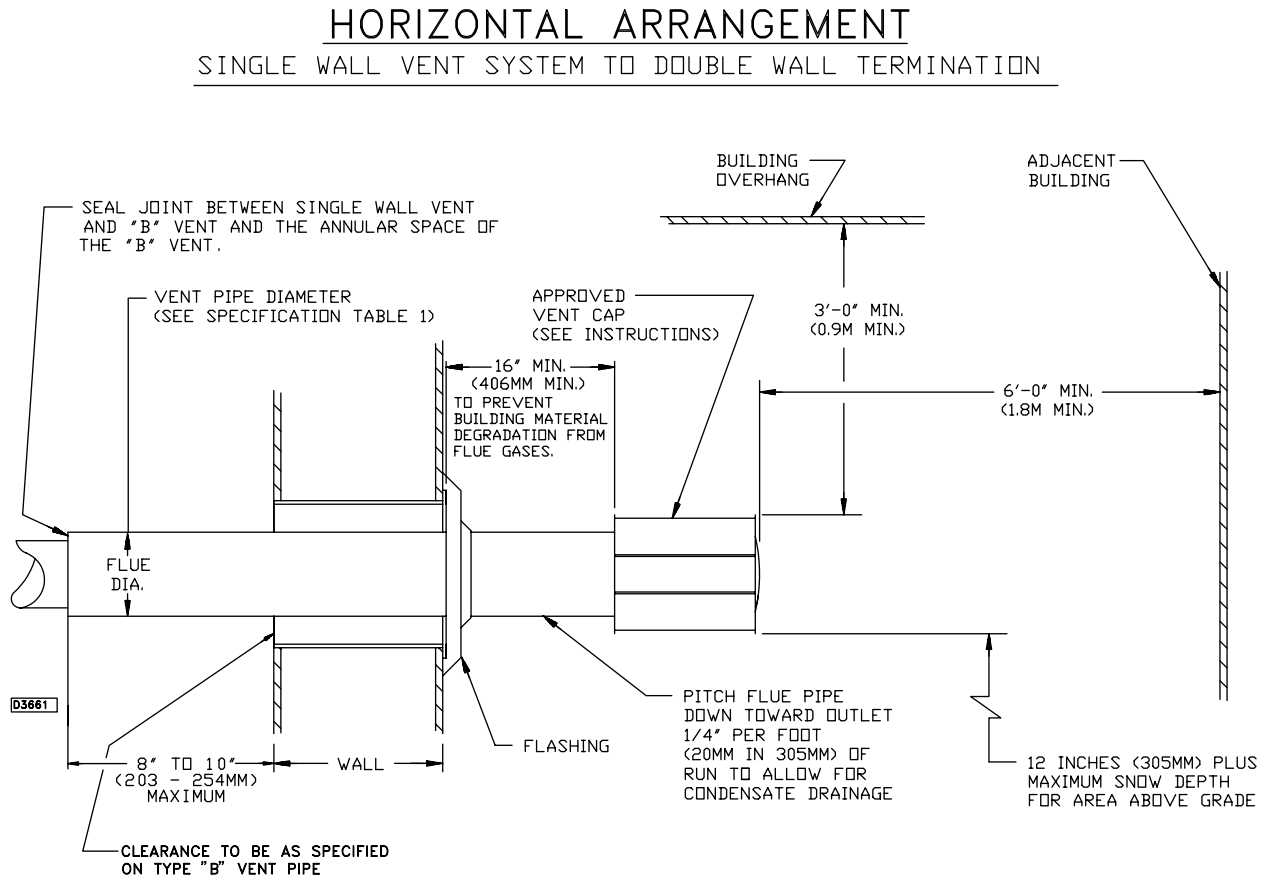 HORIZONTAL ARRANGEMENT
SINGLE WALL VENT SYSTEM TO DOUBLE WALL TERMINATION
BUILDING
OVERHANG
ADJACENT
BUILDING
SEAL JOINT BETWEEN SINGLE WALL VENT
AND "B" VENT AND THE ANNULAR SPACE OF
THE "B" VENT.
VENT PIPE DIAMETER
(SEE SPECIFICATION TABLE 1)
APPROVED
VENT CAP
(SEE INSTRUCTIONS)
3'-0" MIN.
(0.9M MIN.)
16" MIN.
(406MM MIN.)
TO PREVENT
BUILDING MATERIAL
DEGRADATION FROM
FLUE GASES.
6'-0" MIN.
(1.8M MIN.)
FLUE
DIA.
D3661
PITCH FLUE PIPE
DOWN TOWARD OUTLET
1/4" PER FOOT
(20MM IN 305MM) OF
RUN TO ALLOW FOR
CONDENSATE DRAINAGE
FLASHING
8" TO 10"
(203 - 254MM)
MAXIMUM
WALL
12 INCHES (305MM) PLUS
MAXIMUM SNOW DEPTH
FOR AREA ABOVE GRADE
CLEARANCE TO BE AS SPECIFIED
ON TYPE "B" VENT PIPE